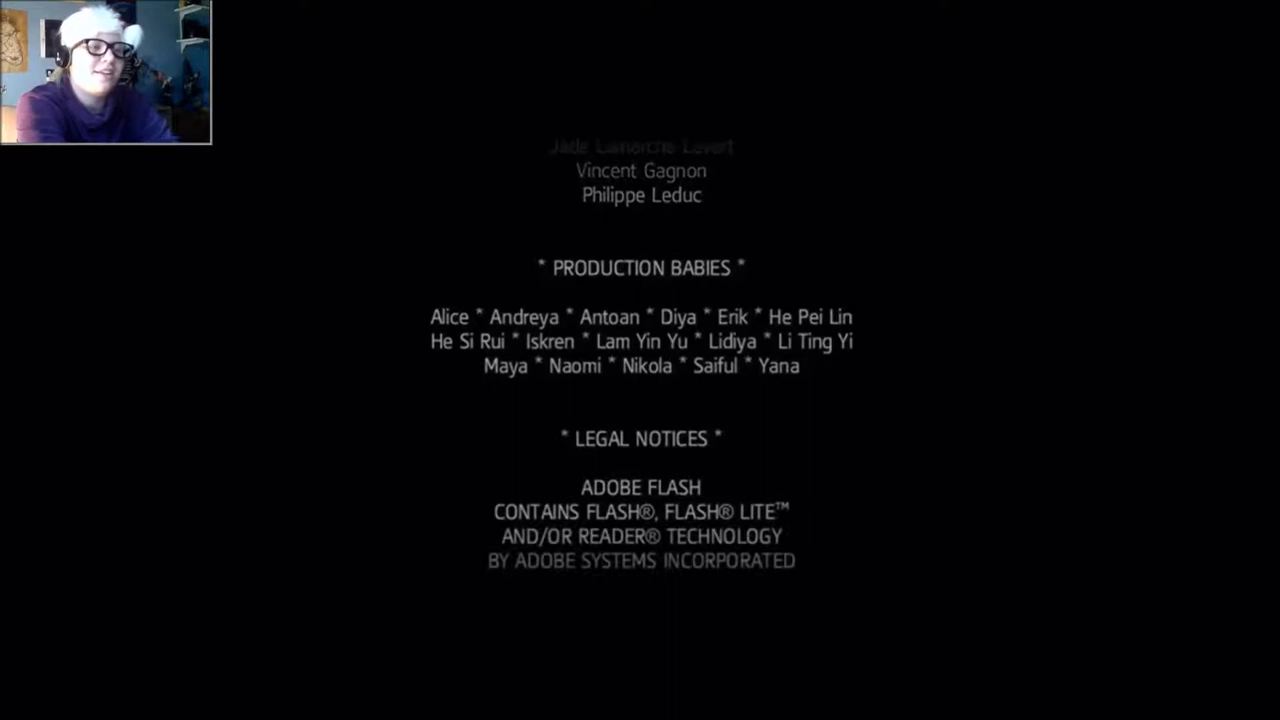 Vincent Gagnon
Philippe Leduc
* PRODUCTION BABIES *
Alice * Andreya * Antoan * Diya * Erik * He Pei Lin
He Si Rui * Iskren * Lam Yin Yu * Lidiya * Li Ting Yi
Maya * Naomi * Nikola * Saiful * Yana
* LEGAL NOTICES *
ADOBE FLASH
CONTAINS FLASH®, FLASH® LITE™
AND/OR READER® TECHNOLOGY
BY ADOBE SYSTEMS INCORPORATED